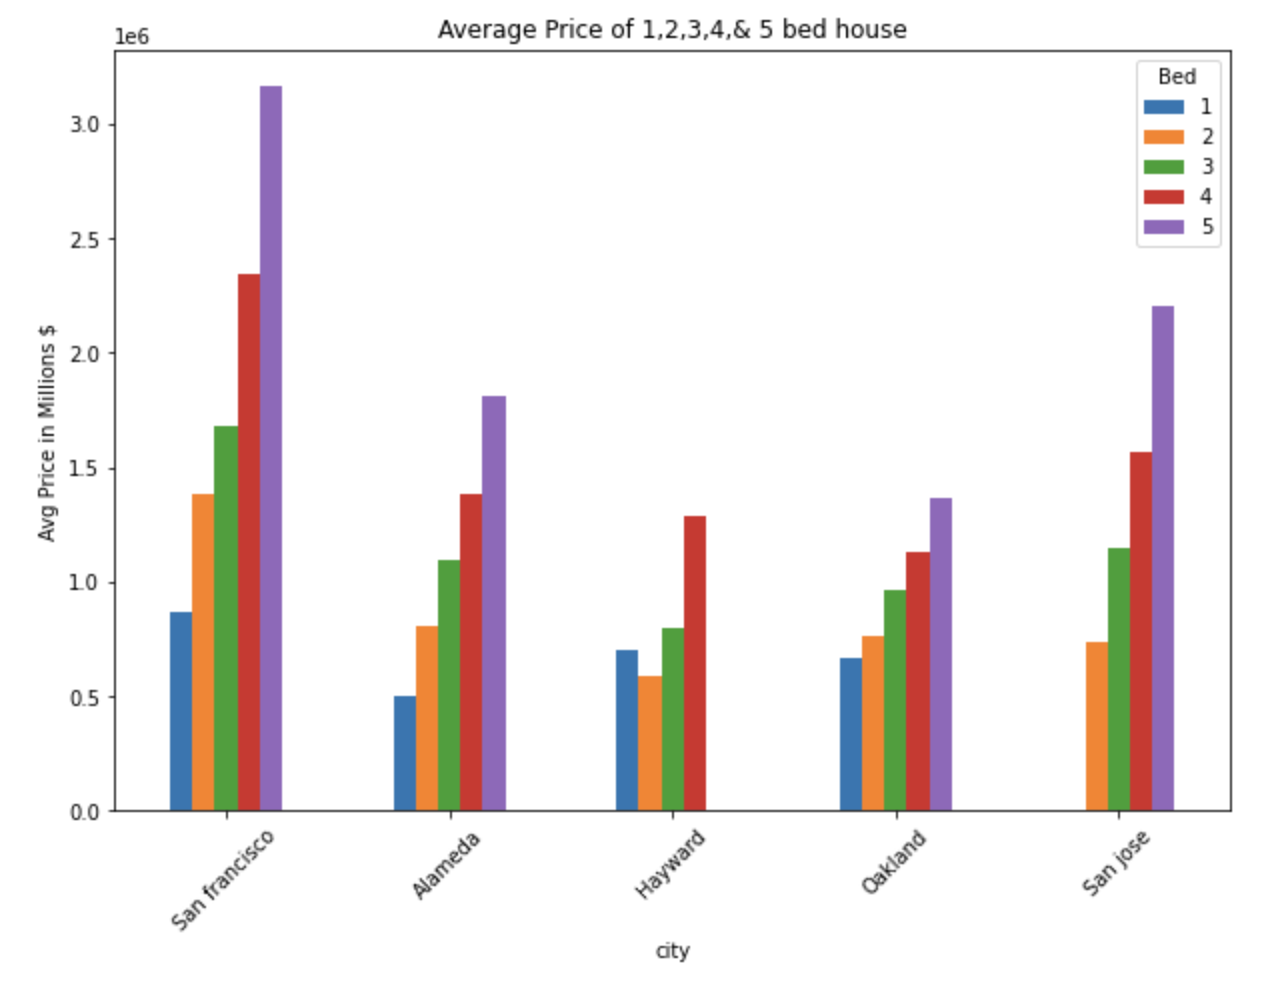 Average Price of 1,2,3,4,& 5 bed house
1e6
Bed
1
2
3
4
5
3.0
2.5
2.0
1.5
1.0
0.5
0.0
Avg Price in Millions $
San francisco
Alameda
Hayward
Oakland
San jose
city